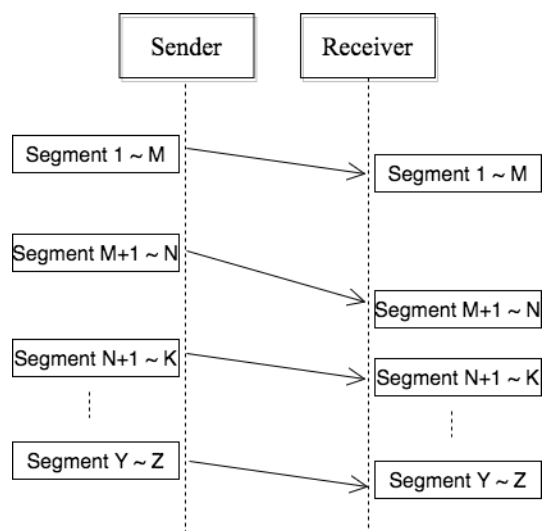 Sender
Receiver
Segment 1 ~ M
Segment 1 ~ M
Segment M+1 ~ N
Segment M+1 ~ N
Segment N+1 ~ K
Segment N+1 ~ K
Segment Y ~ Z
Segment Y ~ Z